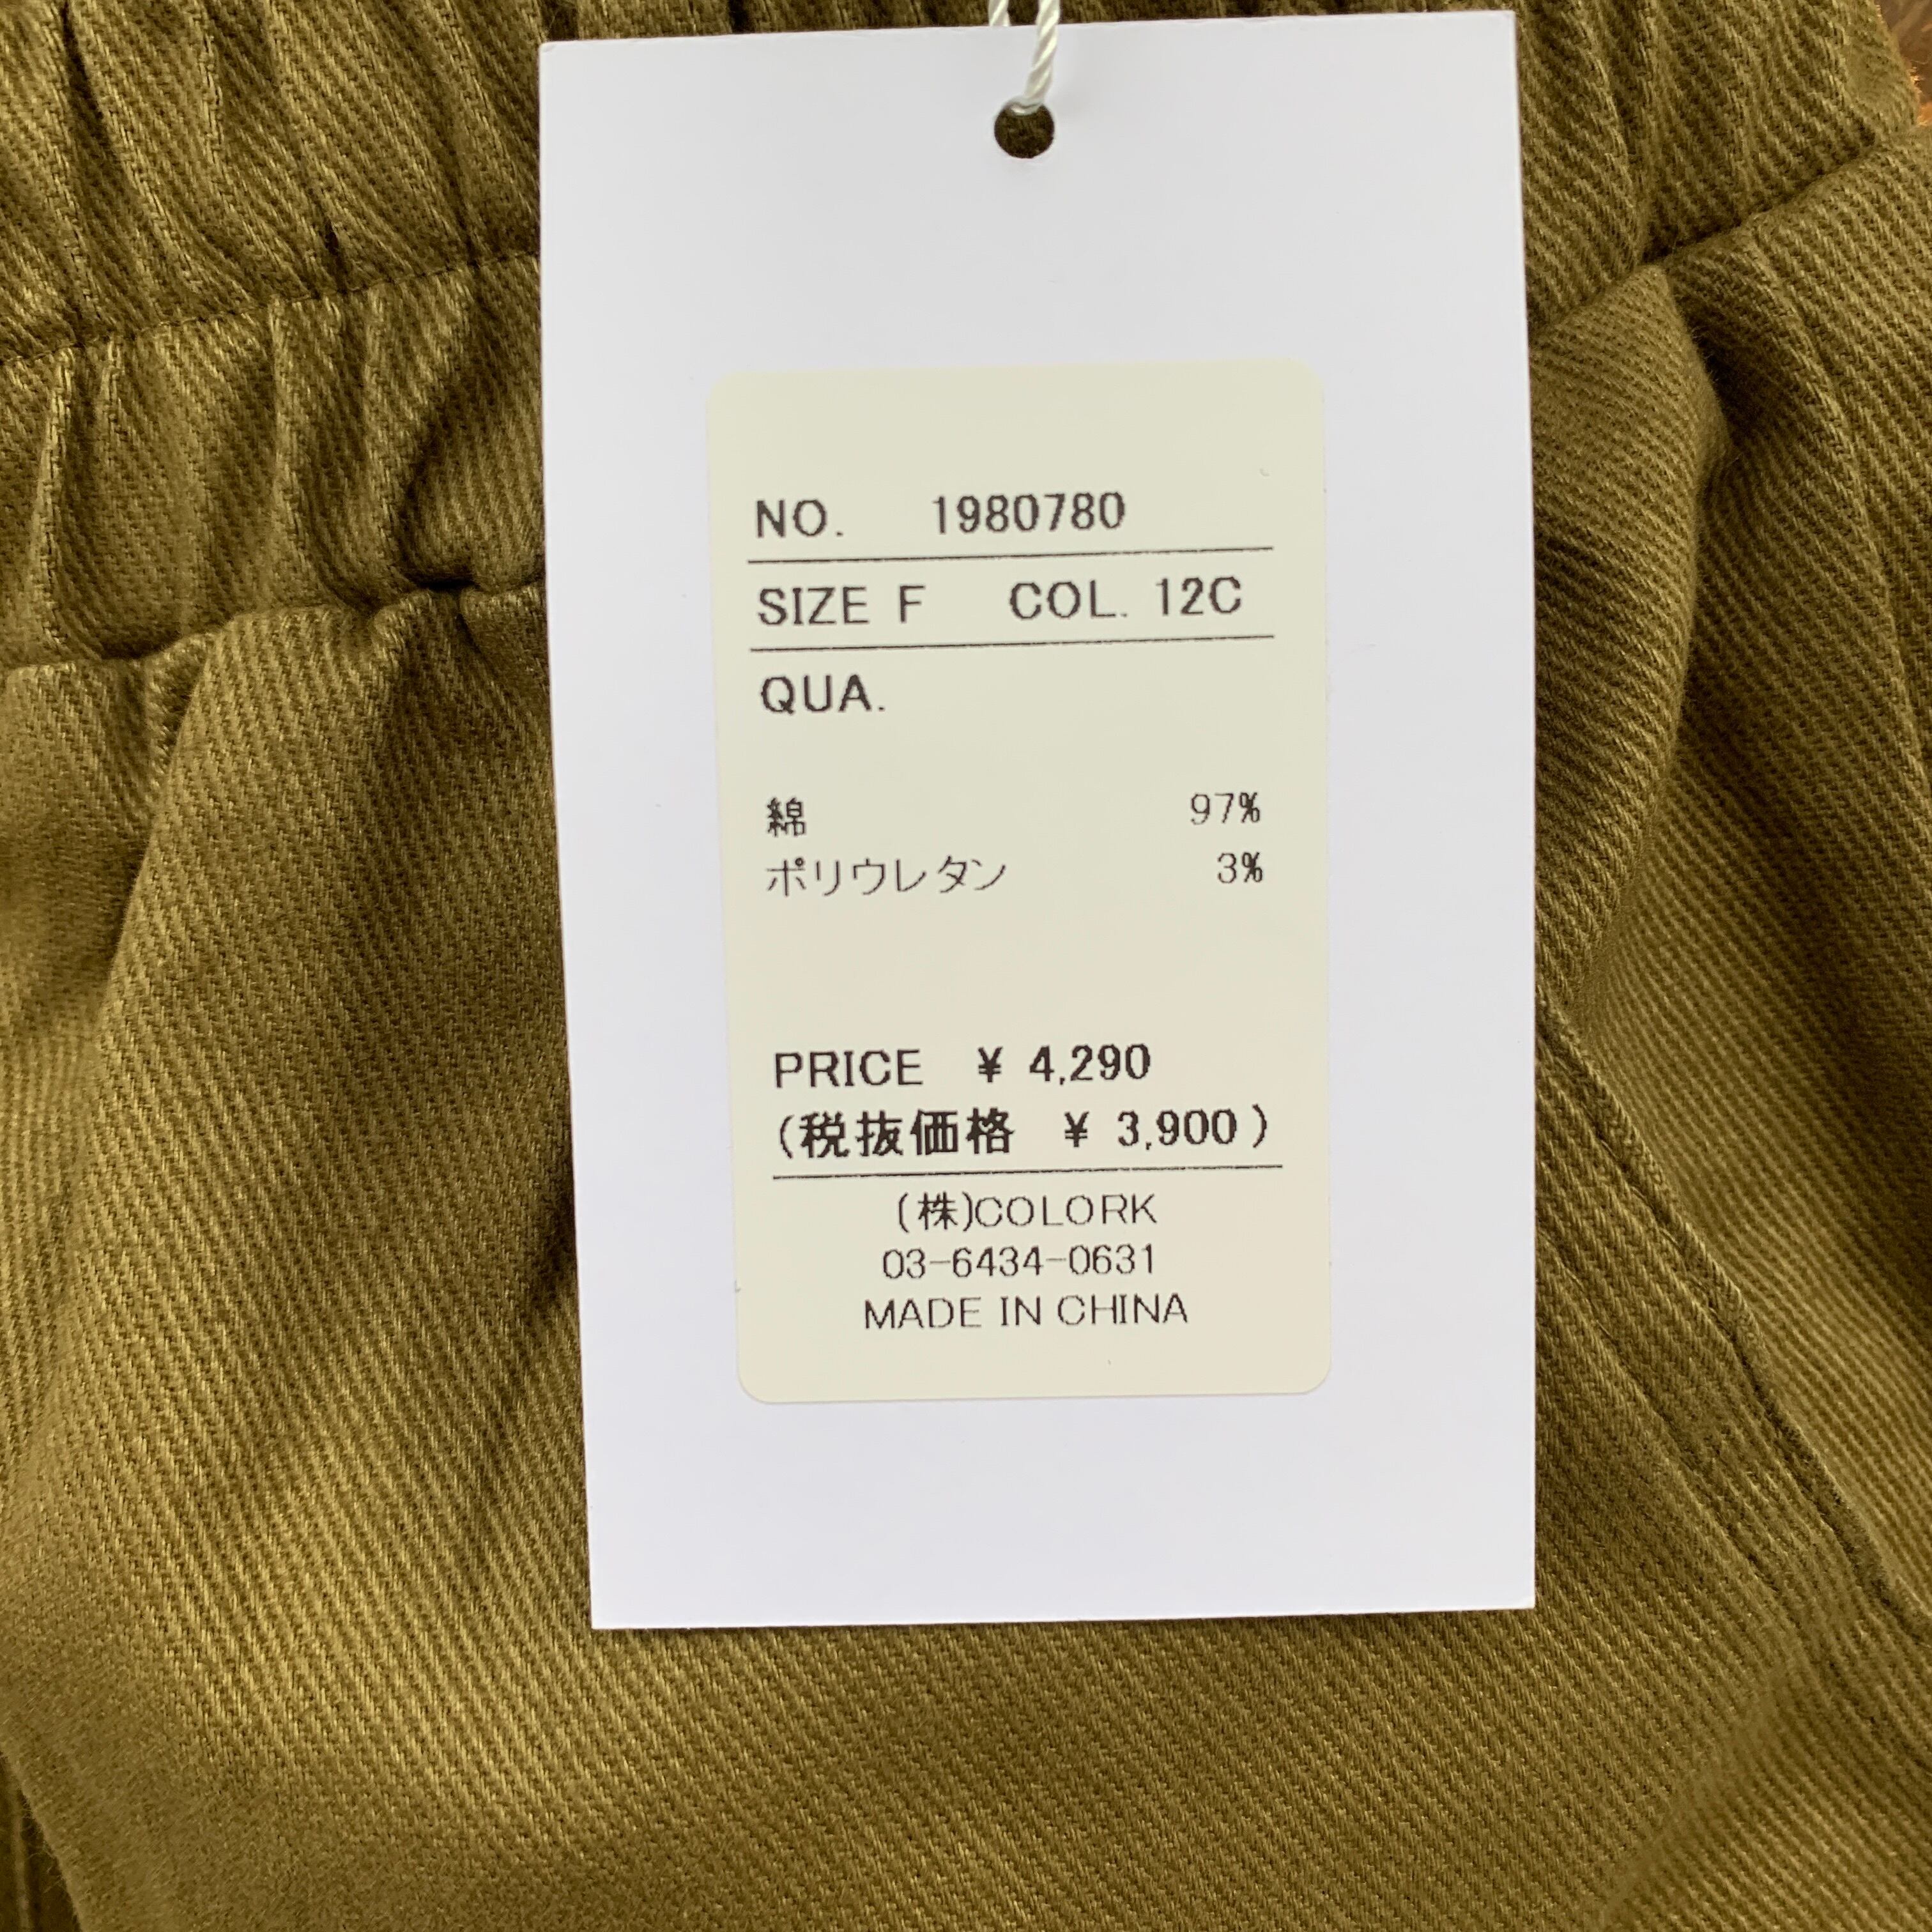 NO. 1980780
SIZE F COL. 12C
QUA.
綿 97%
ポリウレタン 3%
PRICE ¥ 4,290
(税抜価格 ¥ 3,900)
(株)COLORK
03-6434-0631
MADE IN CHINA